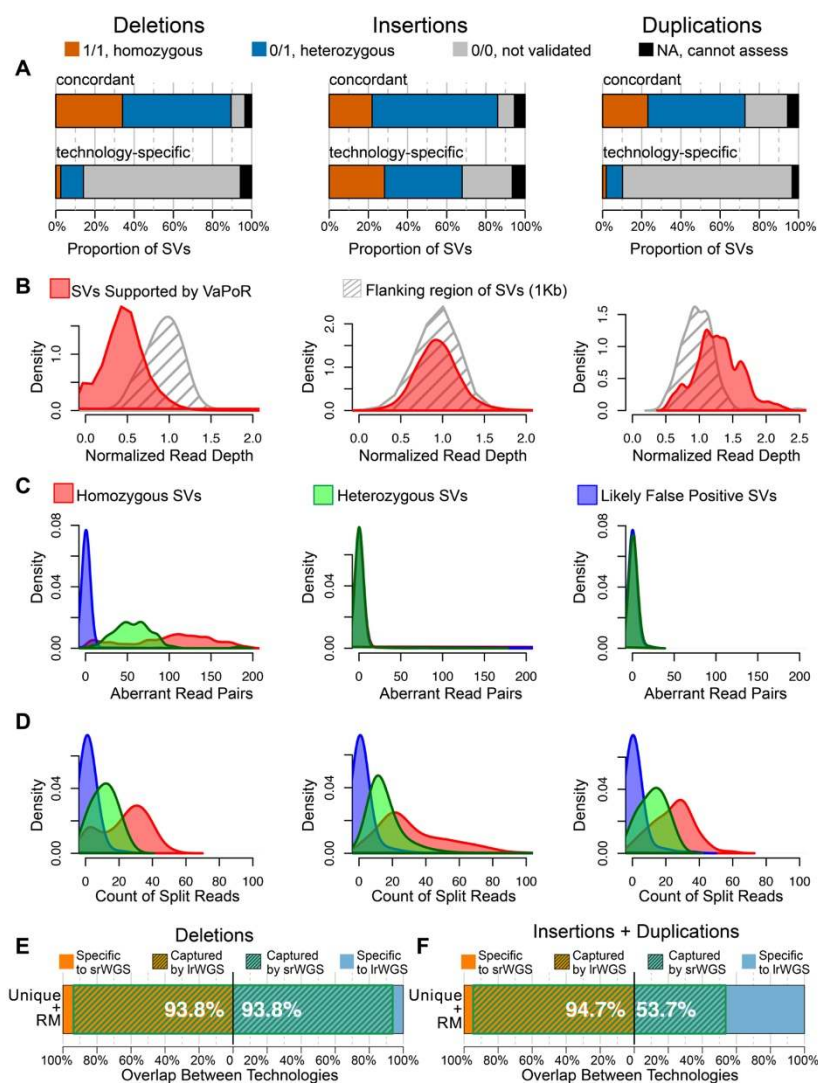 Deletions Insertions Duplications
1/1, homozygous 0/1, heterozygous 0/0, not validated NA, cannot assess
A
concordant concordant concordant
technology-specific technology-specific technology-specific
0% 20% 40% 60% 80% 100% 0% 20% 40% 60% 80% 100% 0% 20% 40% 60% 80% 100%
Proportion of SVs Proportion of SVs Proportion of SVs
B
SVs Supported by VaPoR Flanking region of SVs (1Kb)
Density 0.0 1.0
0.0 0.5 1.0 1.5 2.0
Normalized Read Depth
Density 0.0 1.0 2.0
0.0 0.5 1.0 1.5 2.0
Normalized Read Depth
Density 0.0 0.5 1.0 1.5
0.0 0.5 1.0 1.5 2.0 2.5
Normalized Read Depth
C
Homozygous SVs Heterozygous SVs Likely False Positive SVs
Density 0.00 0.04 0.08
0 50 100 150 200
Aberrant Read Pairs
Density 0.00 0.04
0 50 100 150 200
Aberrant Read Pairs
Density 0.00 0.04 0.08
0 50 100 150 200
Aberrant Read Pairs
D
Density 0.00 0.04
0 20 40 60 80 100
Count of Split Reads
Density 0.00 0.04
0 20 40 60 80 100
Count of Split Reads
Density 0.00 0.04
0 20 40 60 80 100
Count of Split Reads
E
Deletions
Specific to srWGS Captured by lrWGS Captured by srWGS Specific to lrWGS
Unique + RM
93.8% 93.8%
100% 80% 60% 40% 20% 0 20% 40% 60% 80% 100%
Overlap Between Technologies
F
Insertions + Duplications
Specific to srWGS Captured by lrWGS Captured by srWGS Specific to lrWGS
Unique + RM
94.7% 53.7%
100% 80% 60% 40% 20% 0 20% 40% 60% 80% 100%
Overlap Between Technologies